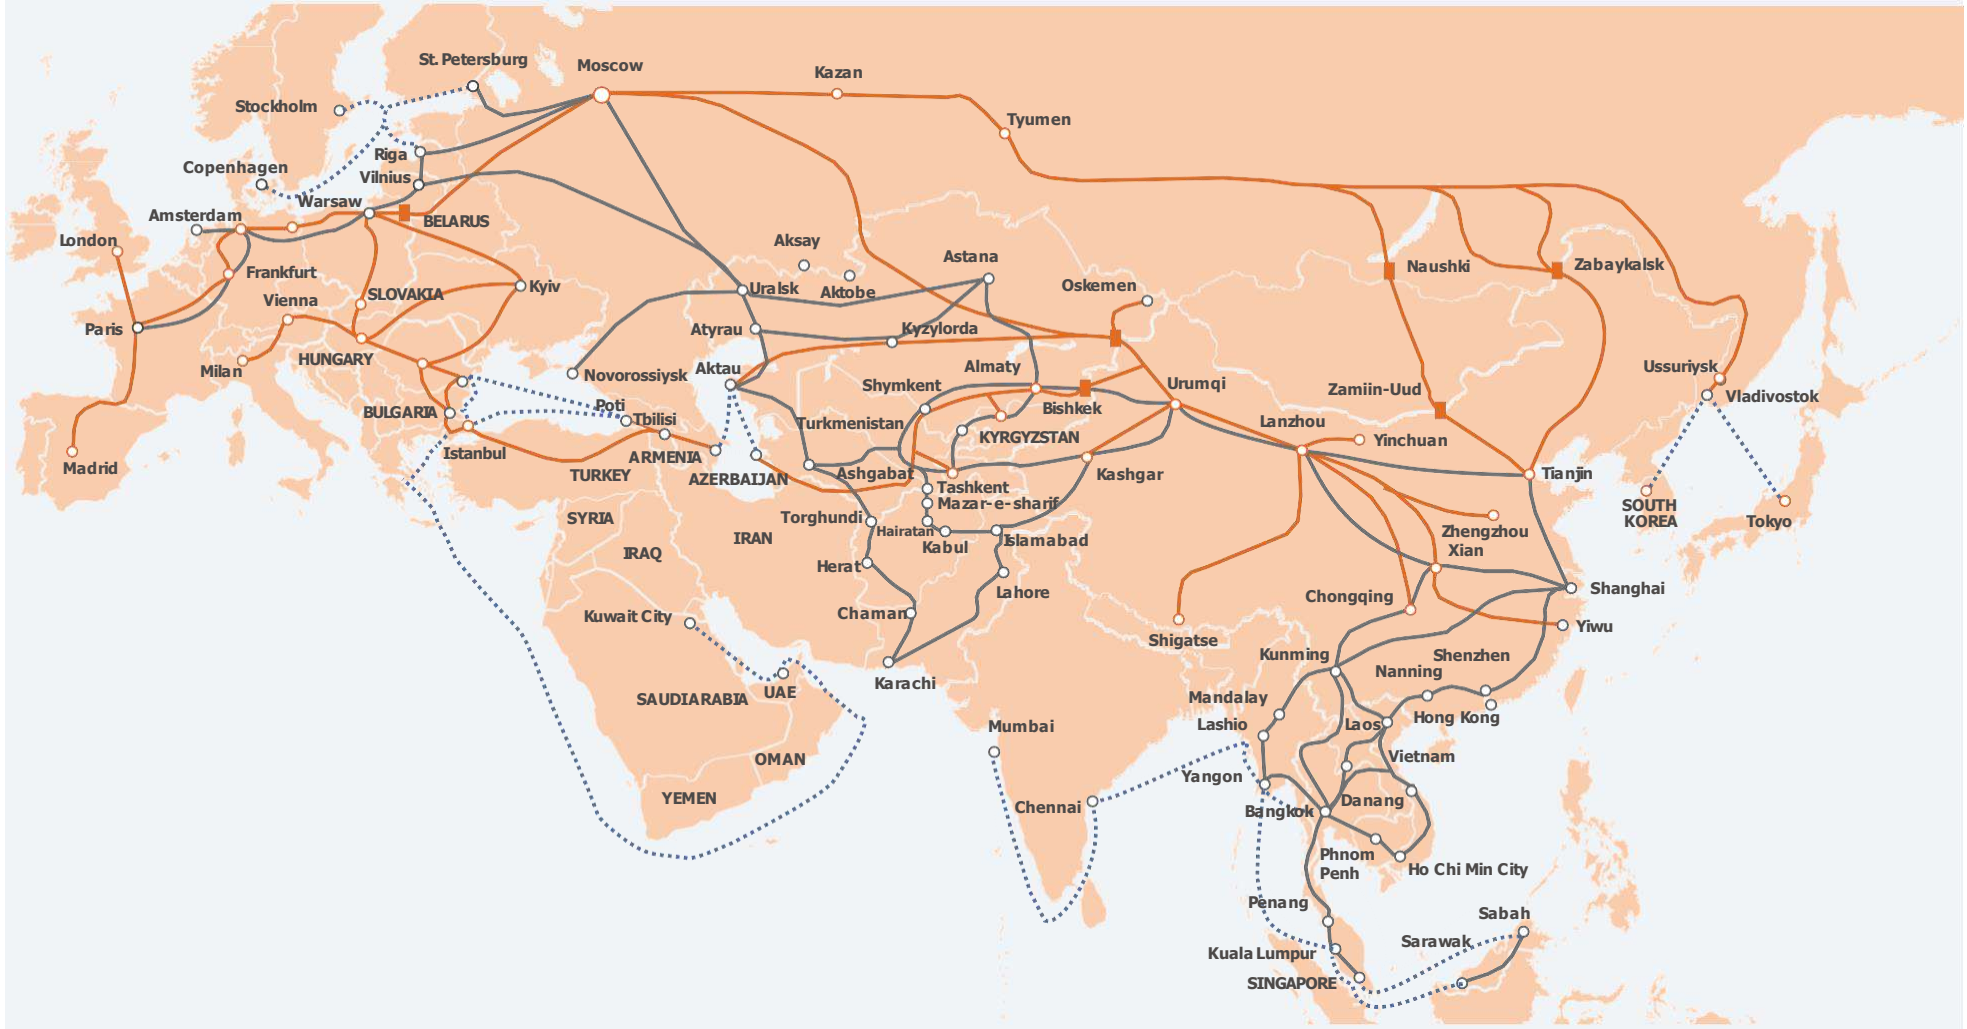 St. Petersburg
Moscow
Kazan
Stockholm
Tyumen
Riga
Copenhagen
Vilnius
Warsaw
Amsterdam
BELARUS
London
Aksay
Astana
Naushki
Zabaykalsk
Frankfurt
Vienna
SLOVAKIA
Kyiv
Uralsk
Aktobe
Oskemen
Paris
Atyrau
Kyzylorda
HUNGARY
Milan
Novorossiysk
Aktau
Almaty
Shymkent
Urumqi
Zamiin-Uud
Ussuriysk
Vladivostok
BULGARIA
Poti
Tbilisi
Turkmenistan
Bishkek
Lanzhou
KYRGYZSTAN
Yinchuan
Istanbul
ARMENIA
Madrid
TURKEY
AZERBAIJAN
Ashgabat
Kashgar
Tianjin
Tashkent
Mazar-e-sharif
SOUTH
KOREA
Tokyo
SYRIA
Torghundi
Hairatan
IRAN
Kabul
Islamabad
Zhengzhou
Xian
IRAQ
Herat
Lahore
Chongqing
Shanghai
Kuwait City
Chaman
Shigatse
Yiwu
Kunming
Shenzhen
Nanning
Karachi
SAUDIARABIA
UAE
Mandalay
Lashio
Laos
Hong Kong
Mumbai
OMAN
Vietnam
Yangon
YEMEN
Chennai
Bangkok
Danang
Phnom
Penh
Ho Chi Min City
Penang
Sabah
Sarawak
Kuala Lumpur
SINGAPORE